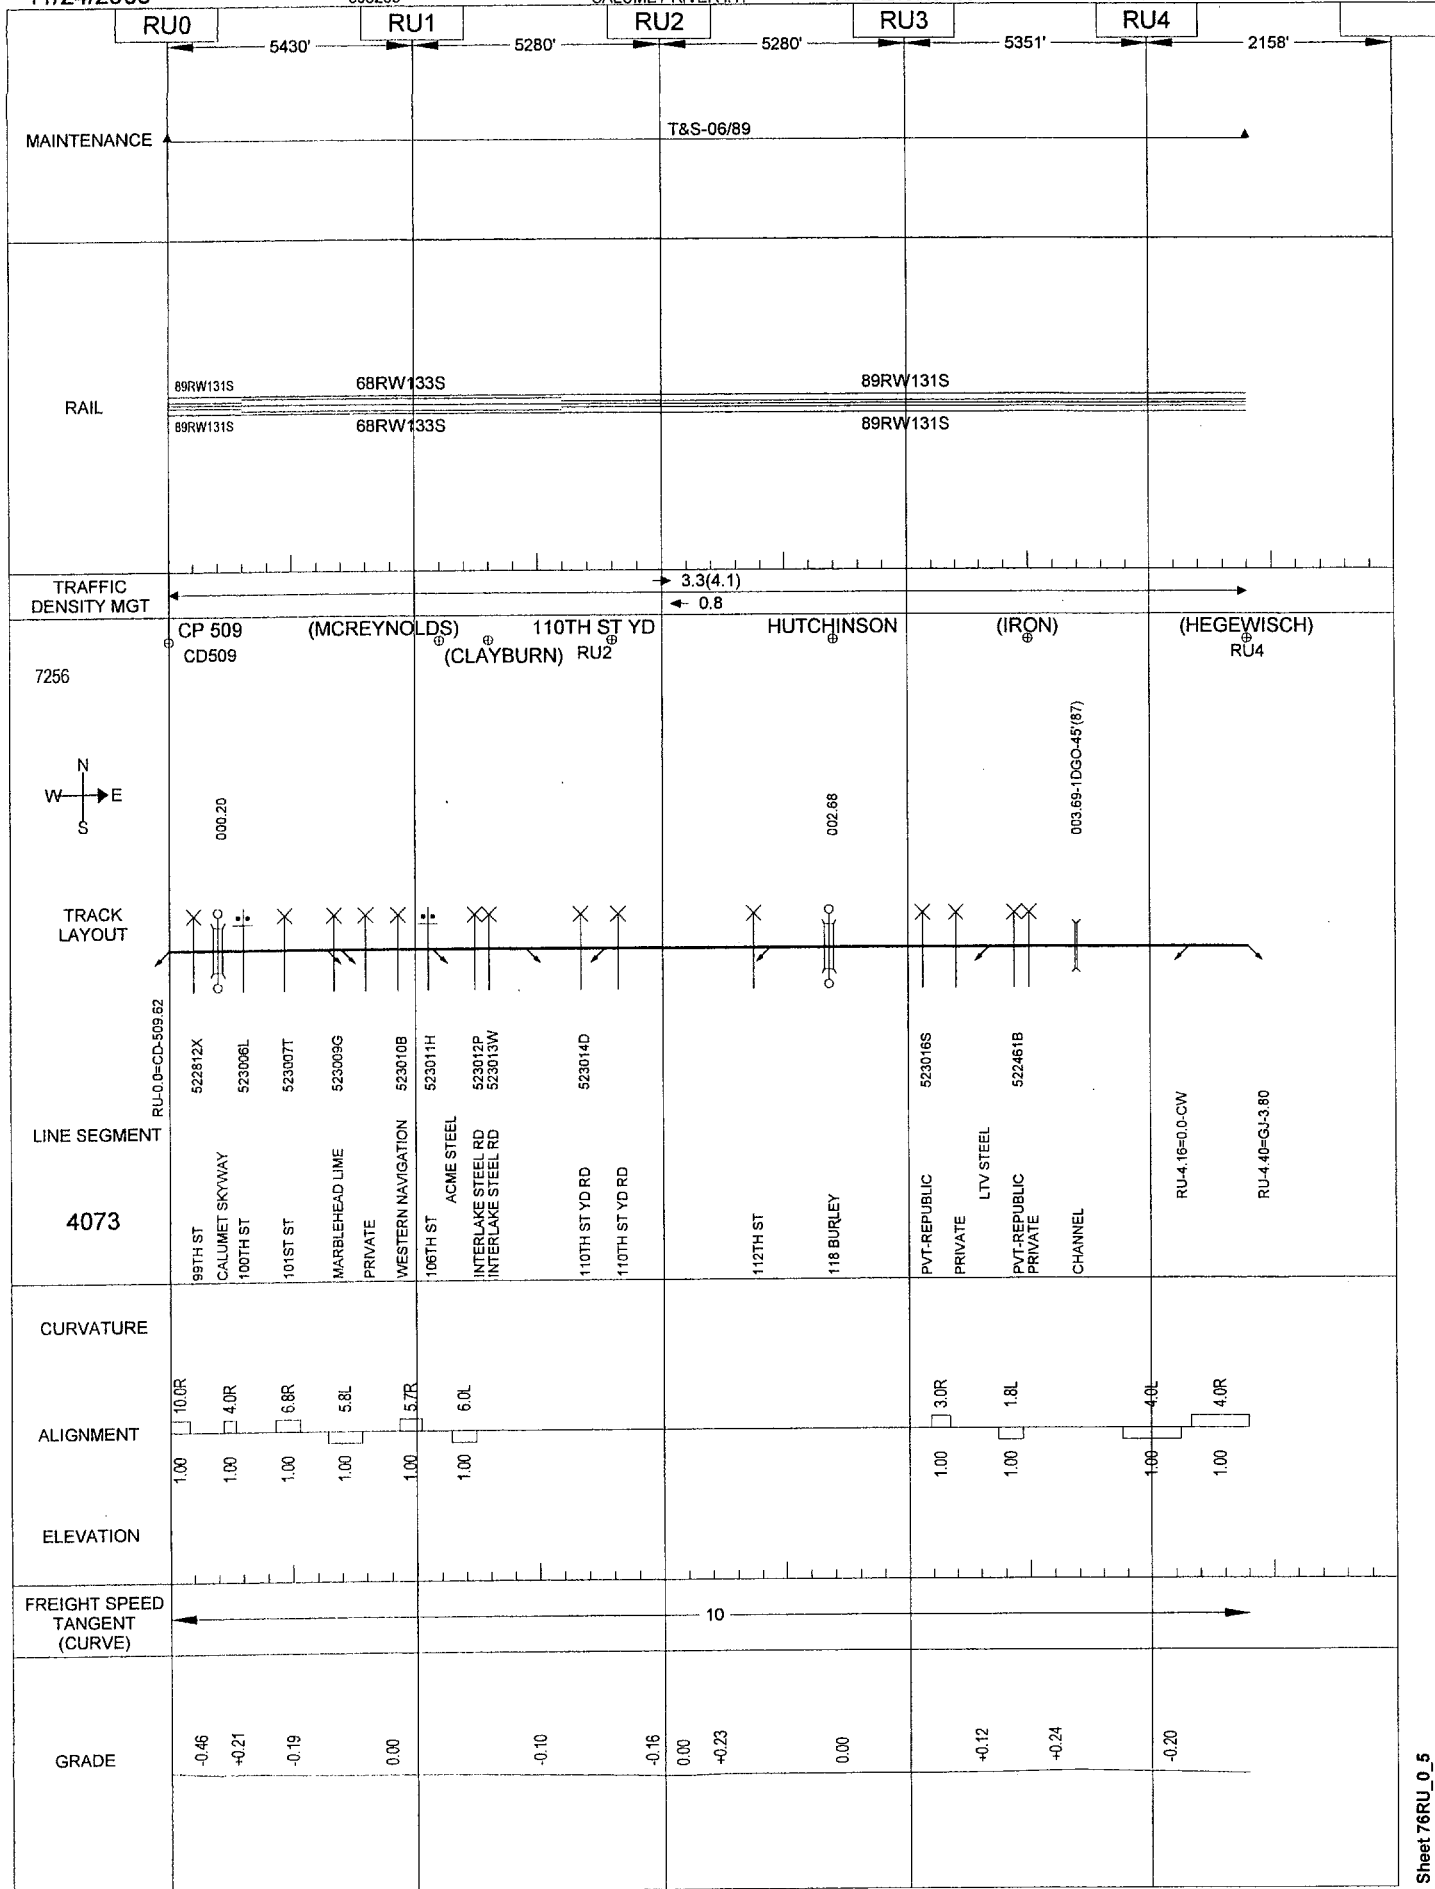 RU0
RU1
RU2
RU3
RU4
5430'
5280'
5280'
5351'
2158'
MAINTENANCE
T&S-06/89
RAIL
89RW131S
68RW133S
89RW131S
89RW131S
68RW133S
89RW131S
TRAFFIC
DENSITY MGT
3.3(4.1)
0.8
CP 509
(MCREYNOLDS)
110TH ST YD
HUTCHINSON
(IRON)
(HEGEWISCH)
CD509
(CLAYBURN)
RU2
RU4
7256
N
W
E
S
000.20
002.68
003.69-1DGO-45'(87)
TRACK
LAYOUT
RU-0.0=CD-509.62
522812X
523006L
523007T
523009G
523010B
523011H
523012P
523013W
523014D
523016S
522461B
LINE SEGMENT
4073
99TH ST
CALUMET SKYWAY
100TH ST
101ST ST
MARBLEHEAD LIME
PRIVATE
WESTERN NAVIGATION
106TH ST
ACME STEEL
INTERLAKE STEEL RD
INTERLAKE STEEL RD
110TH ST YD RD
110TH ST YD RD
112TH ST
118 BURLEY
PVT-REPUBLIC
PRIVATE
LTV STEEL
PVT-REPUBLIC
PRIVATE
CHANNEL
RU-4.16=0.0-CW
RU-4.40=GJ-3.80
CURVATURE
10.0R
4.0R
6.8R
5.8L
5.7R
6.0L
3.0R
1.8L
4.0L
4.0R
ALIGNMENT
1.00
1.00
1.00
1.00
1.00
1.00
1.00
1.00
1.00
1.00
ELEVATION
FREIGHT SPEED
TANGENT
(CURVE)
10
GRADE
-0.46
+0.21
-0.19
0.00
-0.10
-0.16
0.00
+0.23
0.00
+0.12
+0.24
-0.20
Sheet 76RU_0_5